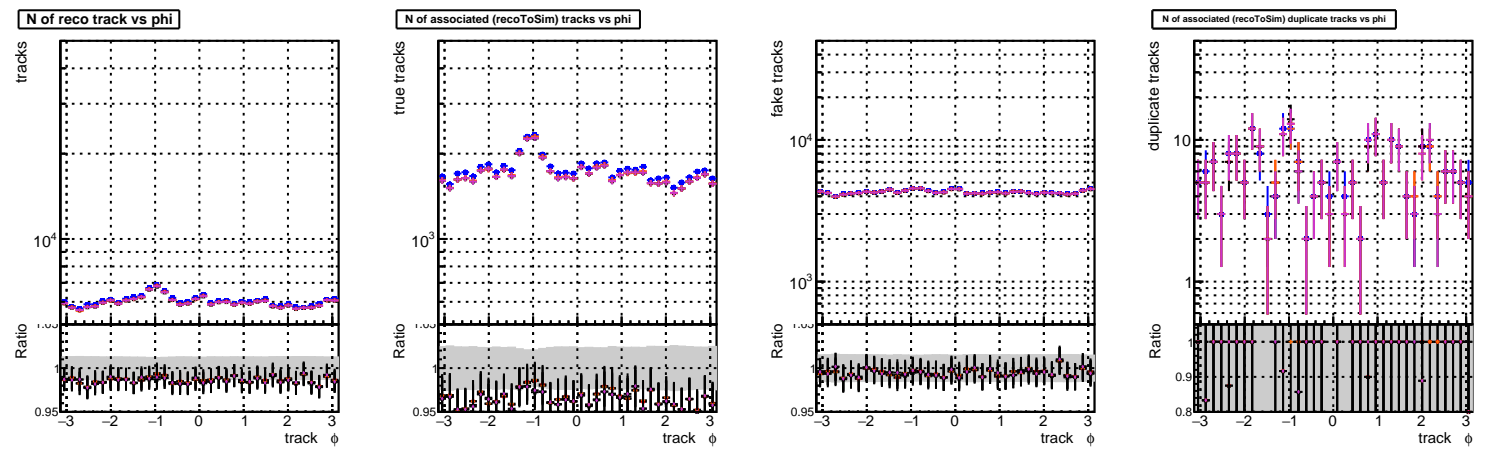 N of reco track vs phi
tracks
10⁴
Ratio
1
0.95
−3 −2 −1 0 1 2 3
track ϕ
N of associated (recoToSim) tracks vs phi
true tracks
10³
Ratio
1
0.95
−3 −2 −1 0 1 2 3
track ϕ
fake tracks
10⁴
10³
Ratio
1
0.95
−3 −2 −1 0 1 2 3
track ϕ
N of associated (recoToSim) duplicate tracks vs phi
duplicate tracks
10
1
Ratio
1
0.9
0.8
−3 −2 −1 0 1 2 3
track ϕ